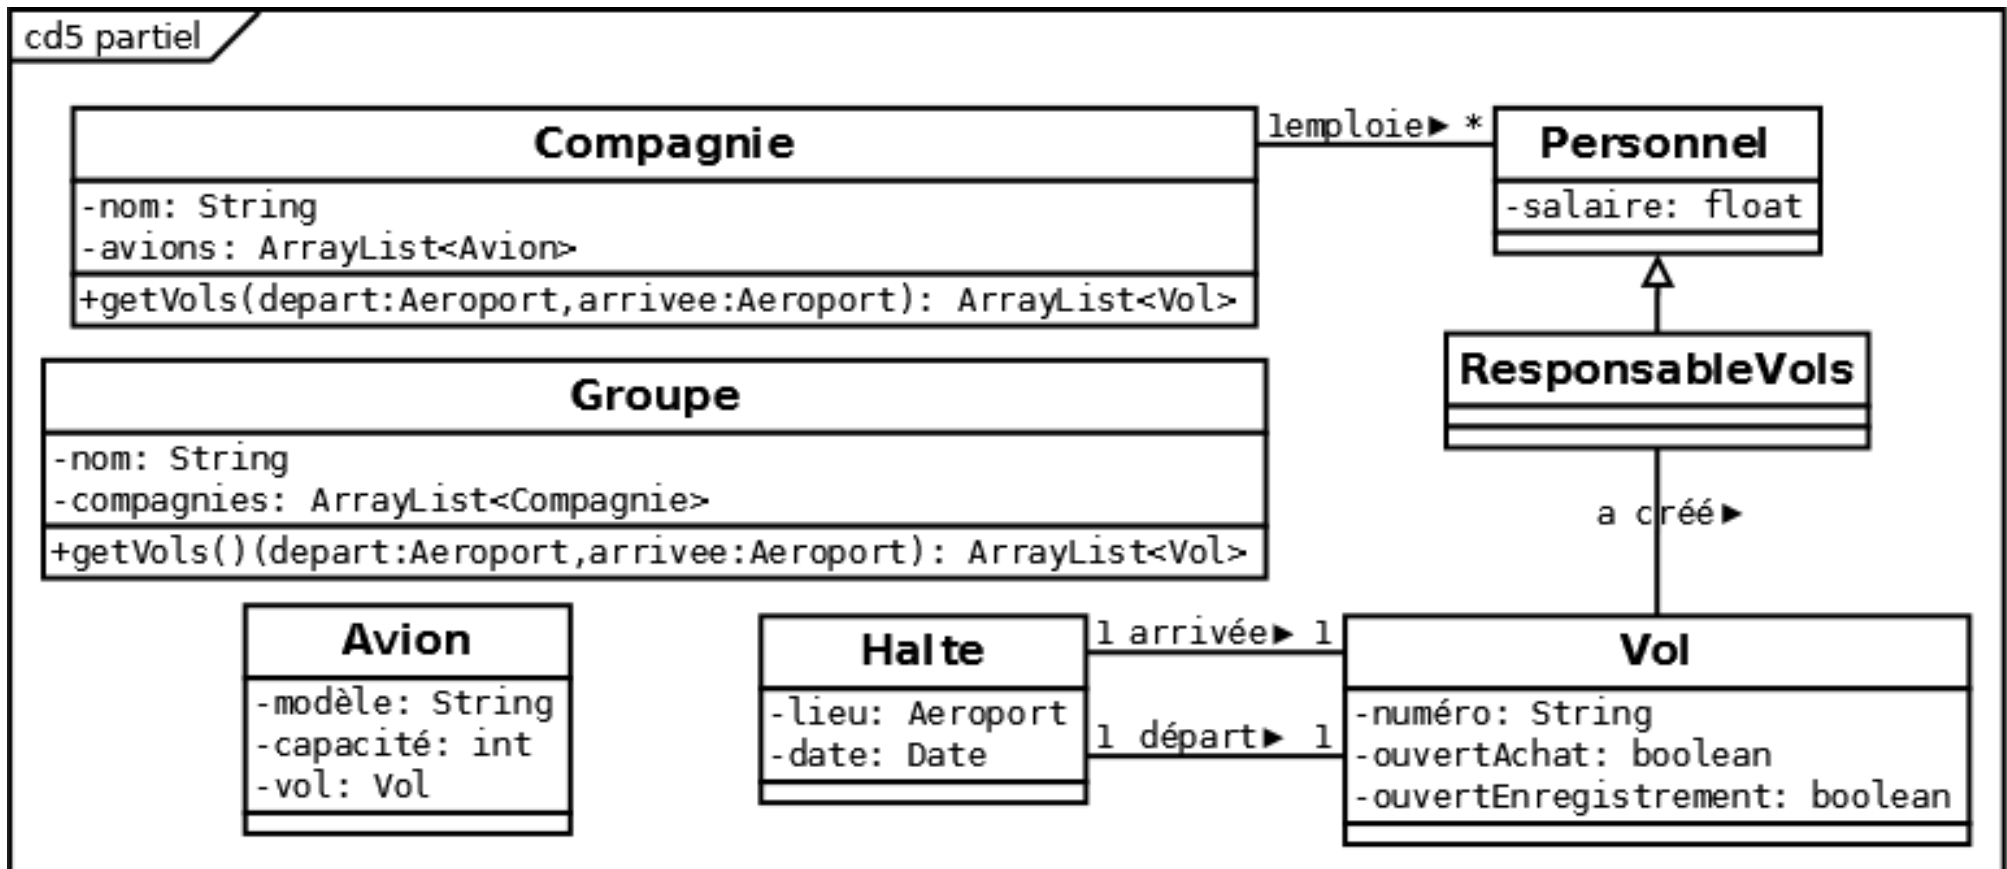 cd5 partiel
Compagnie
-nom: String
-avions: ArrayList<Avion>
+getVols(depart:Aeroport,arrivee:Aeroport): ArrayList<Vol>
1emploie► *
Personnel
-salaire: float
ResponsableVols
a créé►
Groupe
-nom: String
-compagnies: ArrayList<Compagnie>
+getVols()(depart:Aeroport,arrivee:Aeroport): ArrayList<Vol>
Avion
-modèle: String
-capacité: int
-vol: Vol
Halte
-lieu: Aeroport
-date: Date
1 arrivée► 1
1 départ► 1
Vol
-numéro: String
-ouvertAchat: boolean
-ouvertEnregistrement: boolean